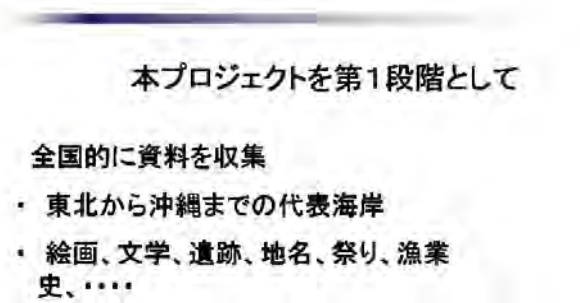 本プロジェクトを第1段階として
全国的に資料を収集
・ 東北から沖縄までの代表海岸
・ 絵画、文学、遺跡、地名、祭り、漁業
史、・・・・